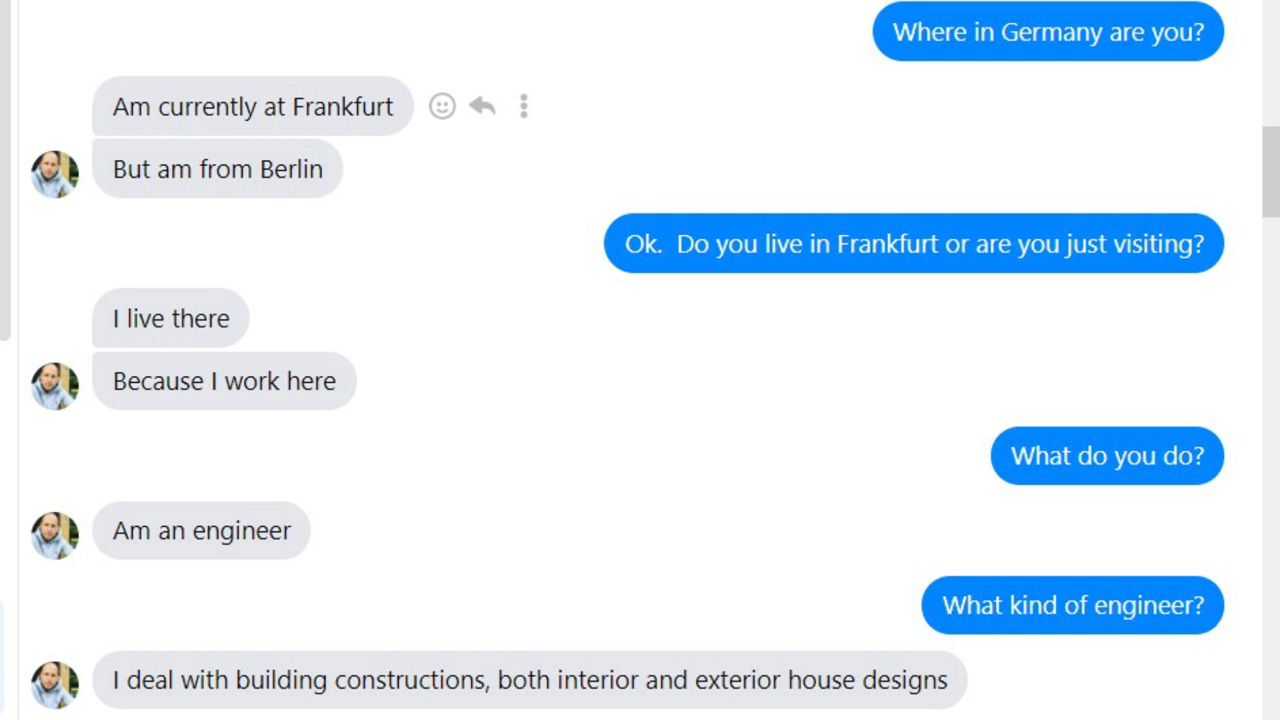 Where in Germany are you?
Am currently at Frankfurt
But am from Berlin
Ok.  Do you live in Frankfurt or are you just visiting?
I live there
Because I work here
What do you do?
Am an engineer
What kind of engineer?
I deal with building constructions, both interior and exterior house designs